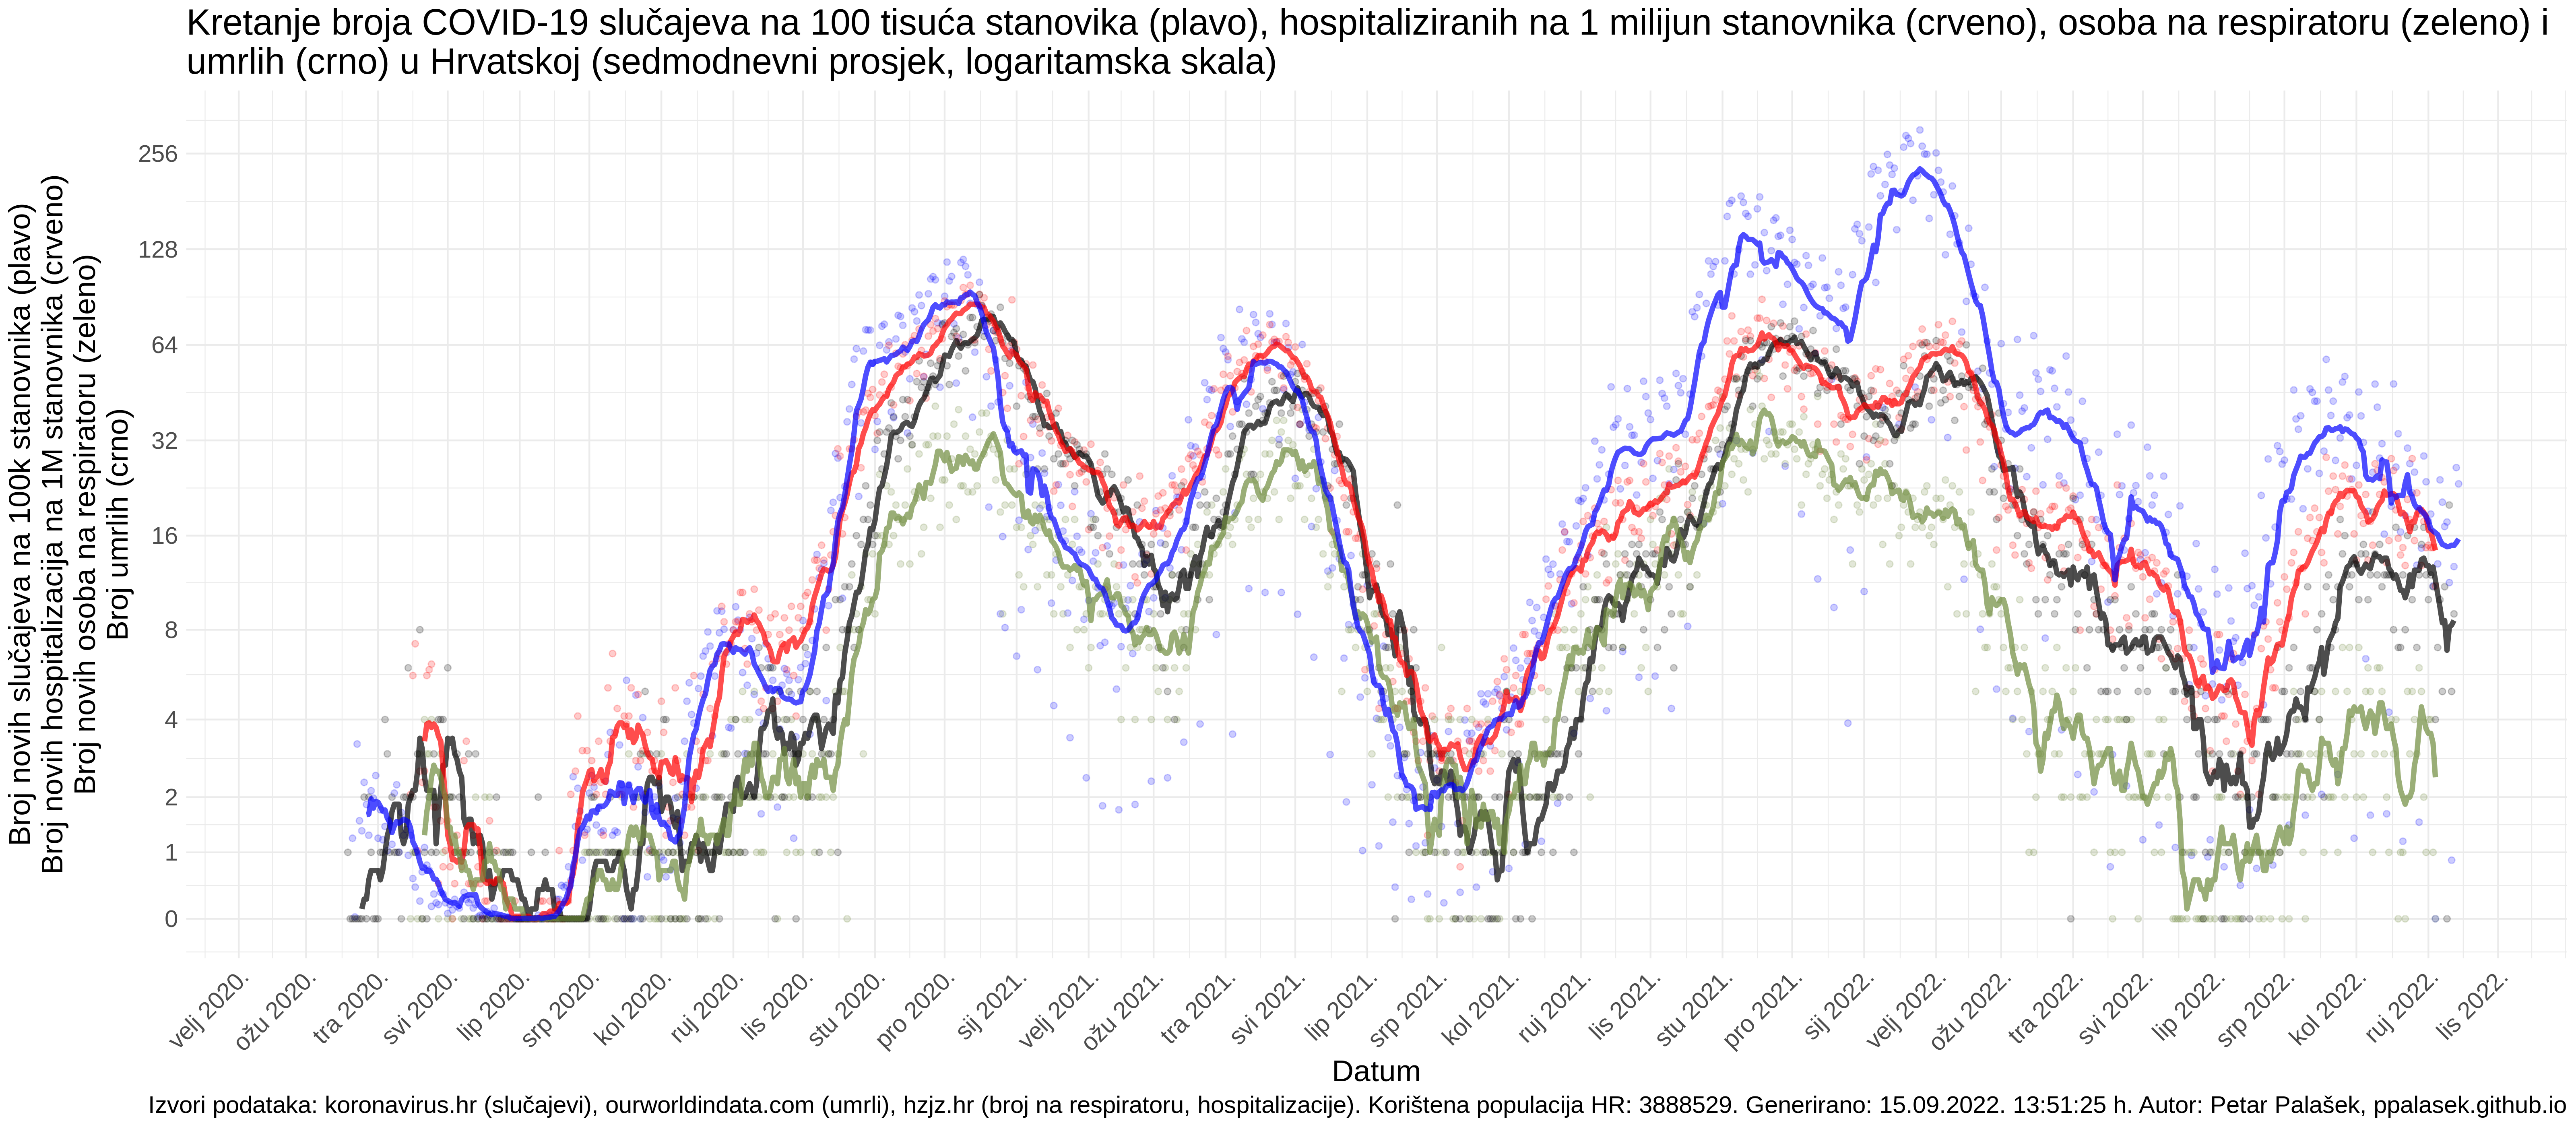 Kretanje broja COVID-19 slučajeva na 100 tisuća stanovika (plavo), hospitaliziranih na 1 milijun stanovnika (crveno), osoba na respiratoru (zeleno) i
umrlih (crno) u Hrvatskoj (sedmodnevni prosjek, logaritamska skala)
Broj novih slučajeva na 100k stanovnika (plavo)
Broj novih hospitalizacija na 1M stanovnika (crveno)
Broj novih osoba na respiratoru (zeleno)
Broj umrlih (crno)
256
128
64
32
16
8
4
2
1
0
velj 2020.
ožu 2020.
tra 2020.
svi 2020.
lip 2020.
srp 2020.
kol 2020.
ruj 2020.
lis 2020.
stu 2020.
pro 2020.
sij 2021.
velj 2021.
ožu 2021.
tra 2021.
svi 2021.
lip 2021.
srp 2021.
kol 2021.
ruj 2021.
lis 2021.
stu 2021.
pro 2021.
sij 2022.
velj 2022.
ožu 2022.
tra 2022.
svi 2022.
lip 2022.
srp 2022.
kol 2022.
ruj 2022.
lis 2022.
Datum
Izvori podataka: koronavirus.hr (slučajevi), ourworldindata.com (umrli), hzjz.hr (broj na respiratoru, hospitalizacije). Korištena populacija HR: 3888529. Generirano: 15.09.2022. 13:51:25 h. Autor: Petar Palašek, ppalasek.github.io